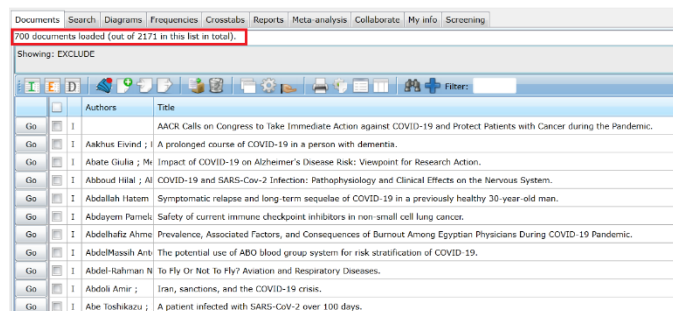 Documents Search Diagrams Frequencies Crosstabs Reports Meta-analysis Collaborate My info Screening
700 documents loaded (out of 2171 in this list in total).
Showing: EXCLUDE
I E D Filter:
Authors Title
Go I AACR Calls on Congress to Take Immediate Action against COVID-19 and Protect Patients with Cancer during the Pandemic.
Go I Aakhus Eivind ; A prolonged course of COVID-19 in a person with dementia.
Go I Abate Giulia ; Me Impact of COVID-19 on Alzheimer's Disease Risk: Viewpoint for Research Action.
Go I Abboud Hilal ; Al COVID-19 and SARS-Cov-2 Infection: Pathophysiology and Clinical Effects on the Nervous System.
Go I Abdallah Hatem Symptomatic relapse and long-term sequelae of COVID-19 in a previously healthy 30-year-old man.
Go I Abdayem Pamela Safety of current immune checkpoint inhibitors in non-small cell lung cancer.
Go I Abdelhafiz Ahme Prevalence, Associated Factors, and Consequences of Burnout Among Egyptian Physicians During COVID-19 Pandemic.
Go I AbdelMassih Ant The potential use of ABO blood group system for risk stratification of COVID-19.
Go I Abdel-Rahman N To Fly Or Not To Fly? Aviation and Respiratory Diseases.
Go I Abdoli Amir ; Iran, sanctions, and the COVID-19 crisis.
Go I Abe Toshikazu ; A patient infected with SARS-CoV-2 over 100 days.